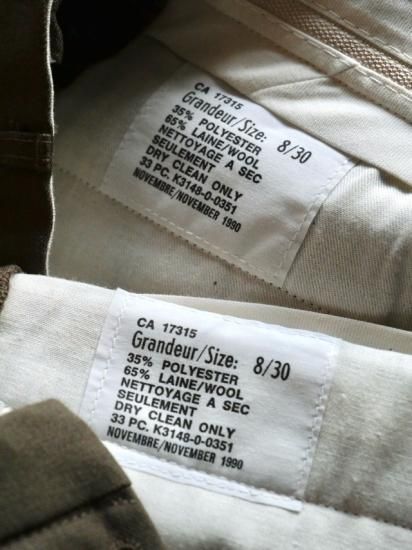 CA 17315
Grandeur/Size: 8/30
35% POLYESTER
65% LAINE/WOOL
NETTOYAGE A SEC
SEULEMENT
DRY CLEAN ONLY
33 PC. K3148-0-0351
NOVEMBRE/NOVEMBER 1990
CA 17315
Grandeur/Size: 8/30
35% POLYESTER
65% LAINE/WOOL
NETTOYAGE A SEC
SEULEMENT
DRY CLEAN ONLY
33 PC. K3148-0-0351
NOVEMBRE/NOVEMBER 1990